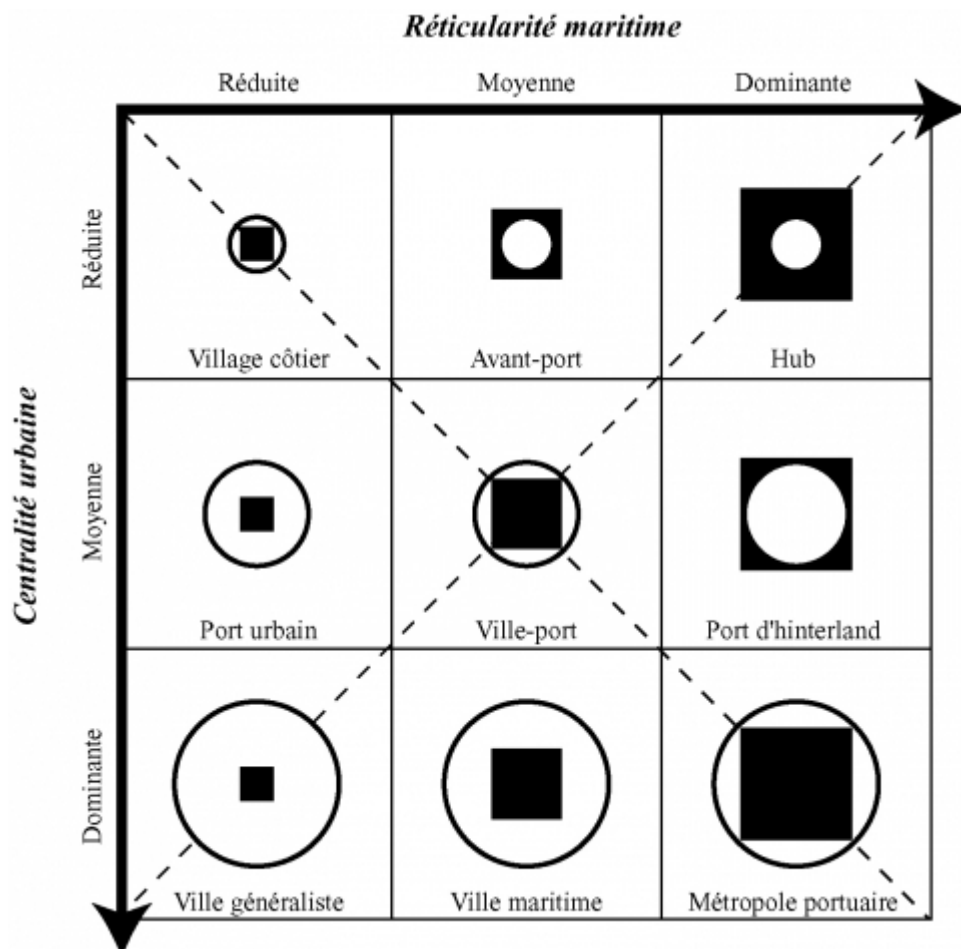 Réticularité maritime
Réduite Moyenne Dominante
Centralité urbaine
Réduite
Village côtier Avant-port Hub
Moyenne
Port urbain Ville-port Port d'hinterland
Dominante
Ville généraliste Ville maritime Métropole portuaire